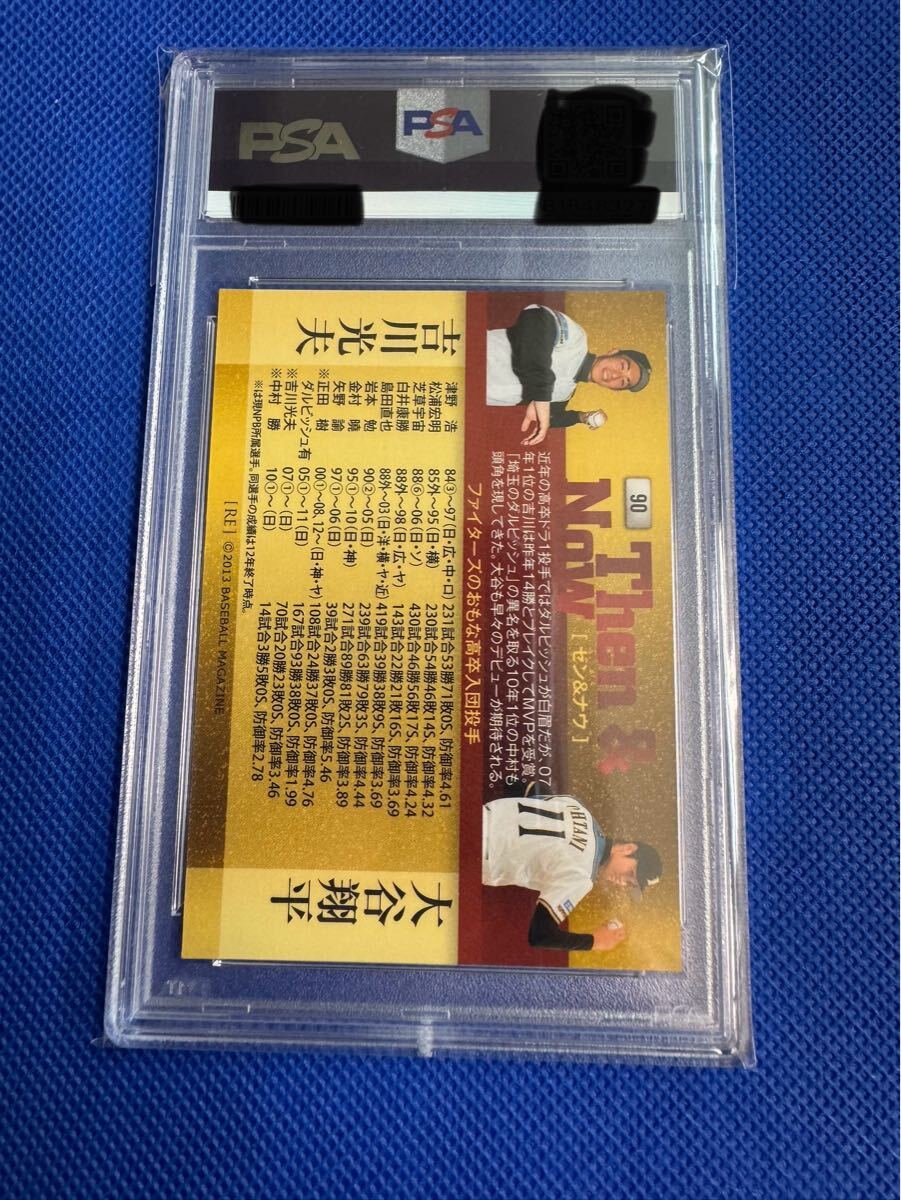 PSA
PSA
90
Then &
Now
[ゼン&ナウ]
近年の高卒ドラ1投手ではダルビッシュが白眉だが、07
年1位の吉川は昨年14勝とブレイクしてMVPを受賞。
「埼玉のダルビッシュ」の異名を取る10年1位の中村も
頭角を現してきた。大谷も早々のデビューが期待される。
OHTANI
11
ファイターズのおもな高卒入団投手
吉川光夫
大谷翔平
津野 浩 84③〜97(日・広・中・ロ) 231試合53勝71敗0S、防御率4.61
松浦宏明 85外〜95(日・横) 230試合54勝46敗14S、防御率4.32
芝草宇宙 88⑥〜06(日・ソ) 430試合46勝56敗17S、防御率4.24
白井康勝 88外〜98(日・広・ヤ) 143試合22勝21敗16S、防御率3.69
島田直也 88外〜03(日・洋・横・ヤ・近) 419試合39勝38敗9S、防御率3.69
岩本 勉 90②〜05(日) 239試合63勝79敗3S、防御率4.44
金村 曉 95①〜10(日・神) 271試合89勝81敗2S、防御率3.89
矢野 諭 97①〜06(日) 39試合2勝3敗0S、防御率5.46
※正田 樹 00①〜08、12〜(日・神・ヤ) 108試合24勝37敗0S、防御率4.76
ダルビッシュ有 05①〜11(日) 167試合93勝38敗0S、防御率1.99
※吉川光夫 07①〜(日) 70試合20勝23敗0S、防御率3.46
※中村 勝 10①〜(日) 14試合3勝5敗0S、防御率2.78
※は現NPB所属選手。同選手の成績は12年終了時点。
[RE] ©2013 BASEBALL MAGAZINE